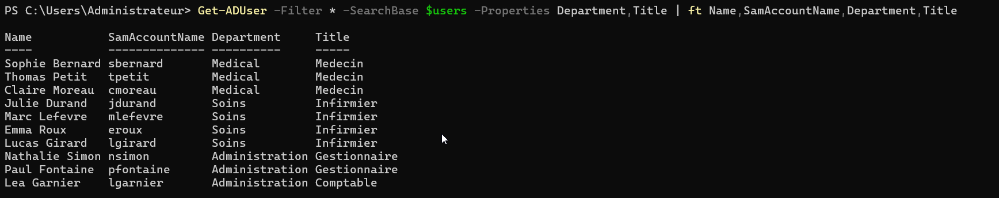 PS C:\Users\Administrateur> Get-ADUser -Filter * -SearchBase $users -Properties Department,Title | ft Name,SamAccountName,Department,Title
Name SamAccountName Department Title
---- -------------- ---------- -----
Sophie Bernard sbernard Medical Medecin
Thomas Petit tpetit Medical Medecin
Claire Moreau cmoreau Medical Medecin
Julie Durand jdurand Soins Infirmier
Marc Lefevre mlefevre Soins Infirmier
Emma Roux eroux Soins Infirmier
Lucas Girard lgirard Soins Infirmier
Nathalie Simon nsimon Administration Gestionnaire
Paul Fontaine pfontaine Administration Gestionnaire
Lea Garnier lgarnier Administration Comptable